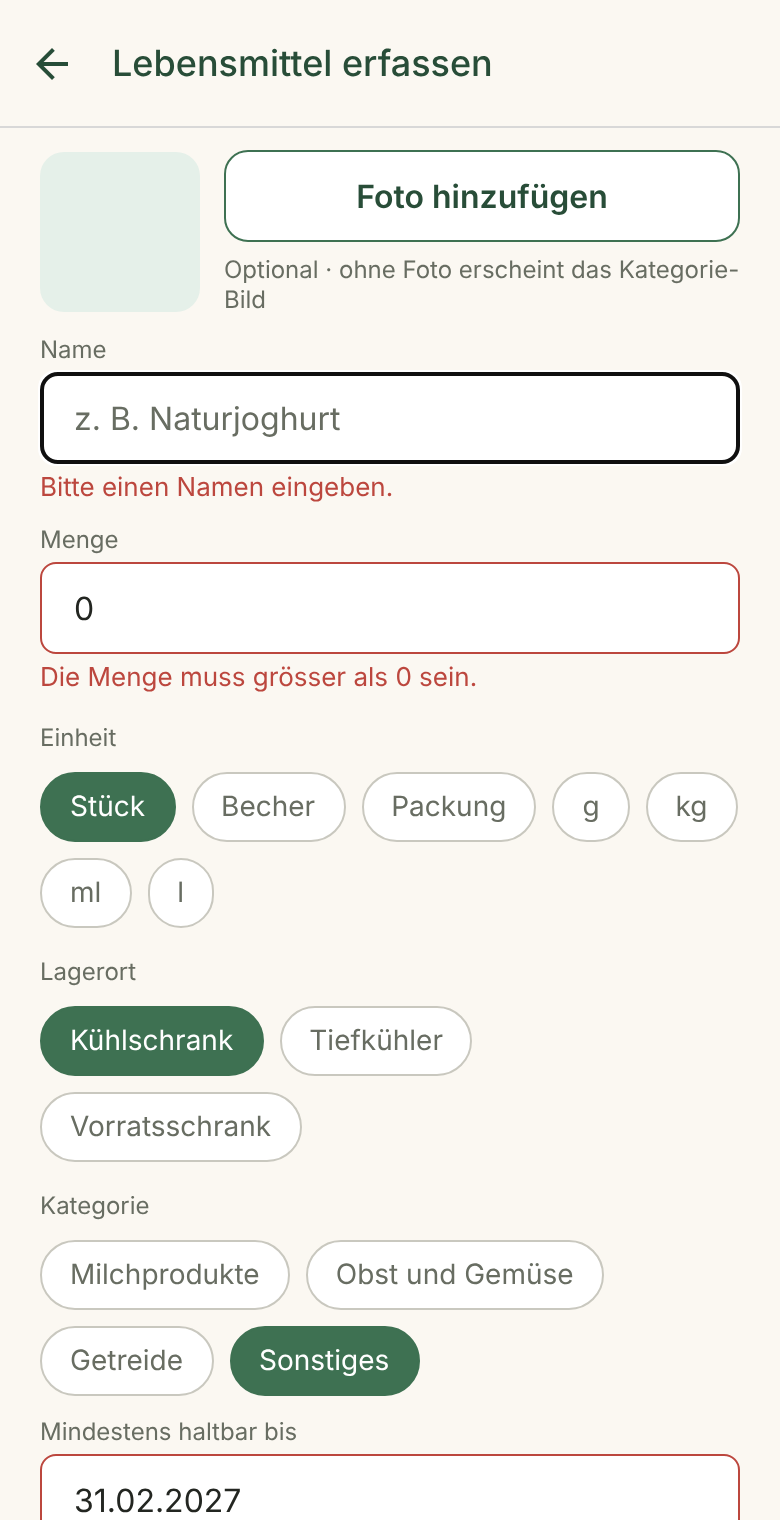 Lebensmittel erfassen
Foto hinzufügen
Optional · ohne Foto erscheint das Kategorie-
Bild
Name
z. B. Naturjoghurt
Bitte einen Namen eingeben.
Menge
0
Die Menge muss grösser als 0 sein.
Einheit
Stück Becher Packung g kg
ml l
Lagerort
Kühlschrank Tiefkühler
Vorratsschrank
Kategorie
Milchprodukte Obst und Gemüse
Getreide Sonstiges
Mindestens haltbar bis
31.02.2027